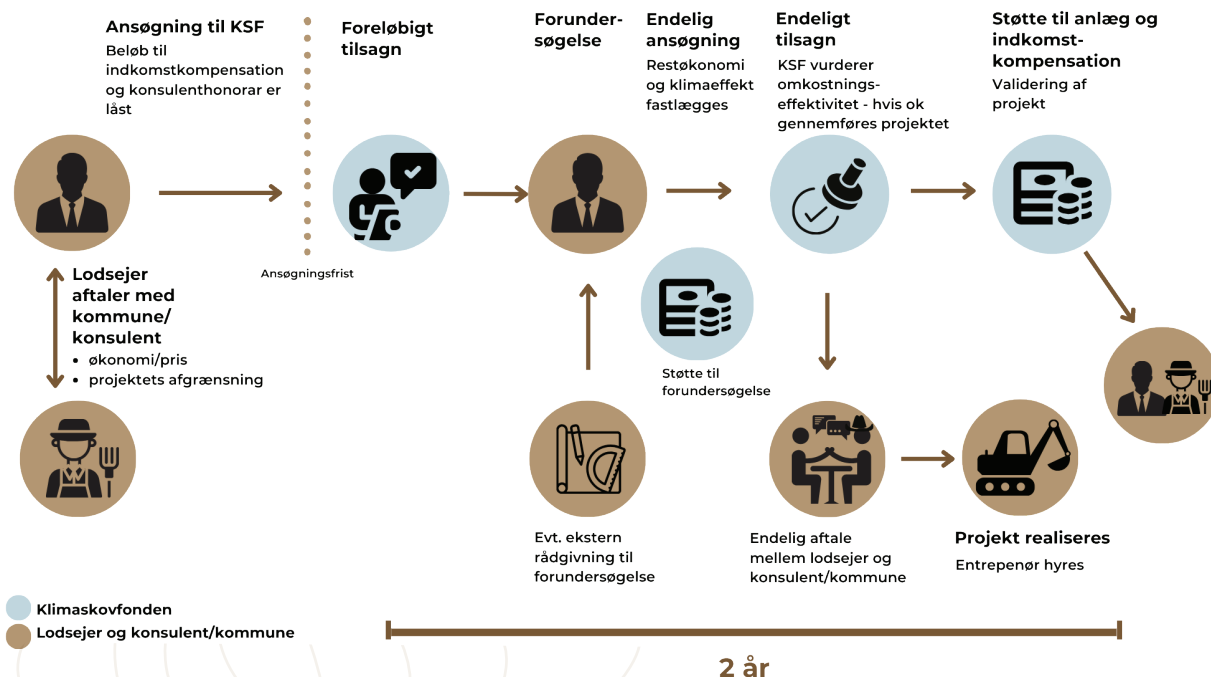 Ansøgning til KSF
Beløb til
indkomstkompensation
og konsulenthonorar er
låst
Foreløbigt
tilsagn
Forunder-
søgelse
Endelig
ansøgning
Restøkonomi
og klimaeffekt
fastlægges
Endeligt
tilsagn
KSF vurderer
omkostnings-
effektivitet - hvis ok
gennemføres projektet
Støtte til anlæg og
indkomst-
kompensation
Validering af
projekt
Ansøgningsfrist
Lodsejer
aftaler med
kommune/
konsulent
• økonomi/pris
• projektets afgrænsning
Støtte til
forundersøgelse
Evt. ekstern
rådgivning til
forundersøgelse
Endelig aftale
mellem lodsejer og
konsulent/kommune
Projekt realiseres
Entrepenør hyres
Klimaskovfonden
Lodsejer og konsulent/kommune
2 år